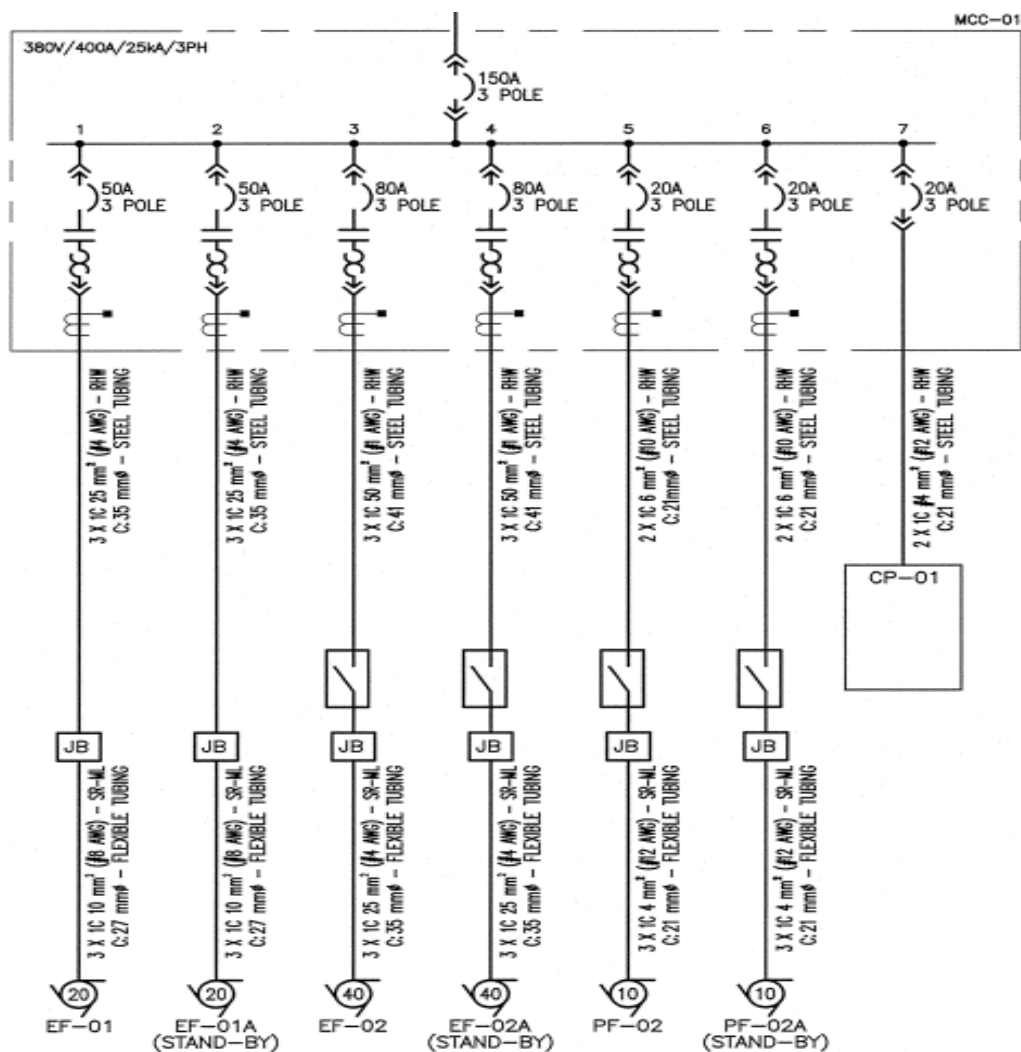 MCC-01
380V/400A/25kA/3PH
150A
3 POLE
1
2
3
4
5
6
7
50A
3 POLE
50A
3 POLE
80A
3 POLE
80A
3 POLE
20A
3 POLE
20A
3 POLE
20A
3 POLE
3 X 1C 25 mm² (#4 AWG) - RHW
C:35 mmø - STEEL TUBING
3 X 1C 25 mm² (#4 AWG) - RHW
C:35 mmø - STEEL TUBING
3 X 1C 50 mm² (#1 AWG) - RHW
C:41 mmø - STEEL TUBING
3 X 1C 50 mm² (#1 AWG) - RHW
C:41 mmø - STEEL TUBING
2 X 1C 6 mm² (#10 AWG) - RHW
C:21mmø - STEEL TUBING
2 X 1C 6 mm² (#10 AWG) - RHW
C:21 mmø - STEEL TUBING
2 X 1C #4 mm² (#12 AWG) - RHW
C:21 mmø - STEEL TUBING
CP-01
JB
JB
JB
JB
JB
JB
3 X 1C 10 mm² (#8 AWG) - SR-ML
C:27 mmø - FLEXIBLE TUBING
3 X 1C 10 mm² (#8 AWG) - SR-ML
C:27 mmø - FLEXIBLE TUBING
3 X 1C 25 mm² (#4 AWG) - SR-ML
C:35 mmø - FLEXIBLE TUBING
3 X 1C 25 mm² (#4 AWG) - SR-ML
C:35 mmø - FLEXIBLE TUBING
3 X 1C 4 mm² (#12 AWG) - SR-ML
C:21 mmø - FLEXIBLE TUBING
3 X 1C 4 mm² (#12 AWG) - SR-ML
C:21 mmø - FLEXIBLE TUBING
20
20
40
40
10
10
EF-01
EF-01A
(STAND-BY)
EF-02
EF-02A
(STAND-BY)
PF-02
PF-02A
(STAND-BY)